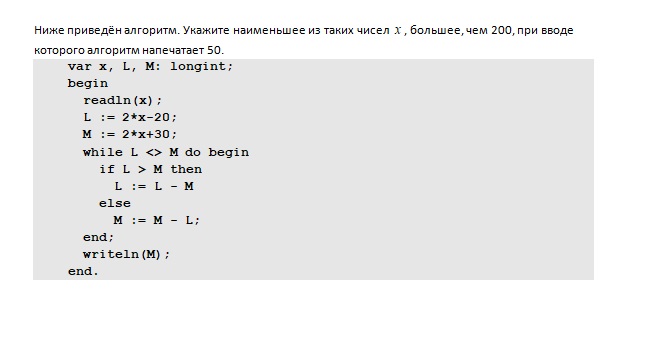 Ниже приведён алгоритм. Укажите наименьшее из таких чисел x, большее, чем 200, при вводе
которого алгоритм напечатает 50.
var x, L, M: longint;
begin
readln(x);
L := 2*x-20;
M := 2*x+30;
while L <> M do begin
if L > M then
L := L - M
else
M := M - L;
end;
writeln(M);
end.